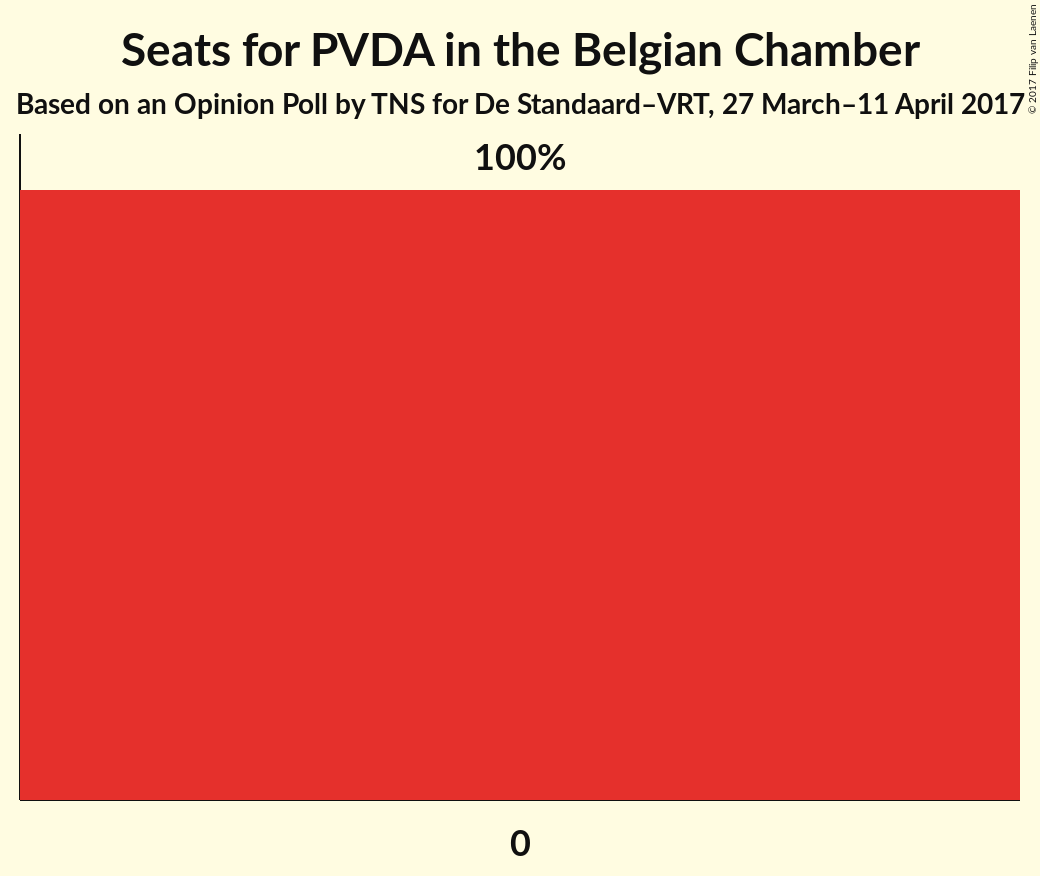 Seats for PVDA in the Belgian Chamber
Based on an Opinion Poll by TNS for De Standaard–VRT, 27 March–11 April 2017
© 2017 Filip van Laenen
100%
0